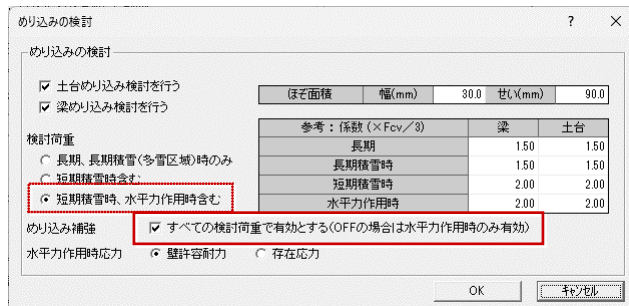 めり込みの検討 ? ×
めり込みの検討
土台めり込み検討を行う
梁めり込み検討を行う
ほぞ面積 幅(mm) 30.0 せい(mm) 90.0
検討荷重
長期、長期積雪(多雪区域)時のみ
短期積雪時含む
短期積雪時、水平力作用時含む
参考：係数(×Fcv／3) 梁 土台
長期 1.50 1.50
長期積雪時 1.50 1.50
短期積雪時 2.00 2.00
水平力作用時 2.00 2.00
めり込み補強 すべての検討荷重で有効とする(OFFの場合は水平力作用時のみ有効)
水平力作用時応力 壁許容耐力 存在応力
OK キャンセル